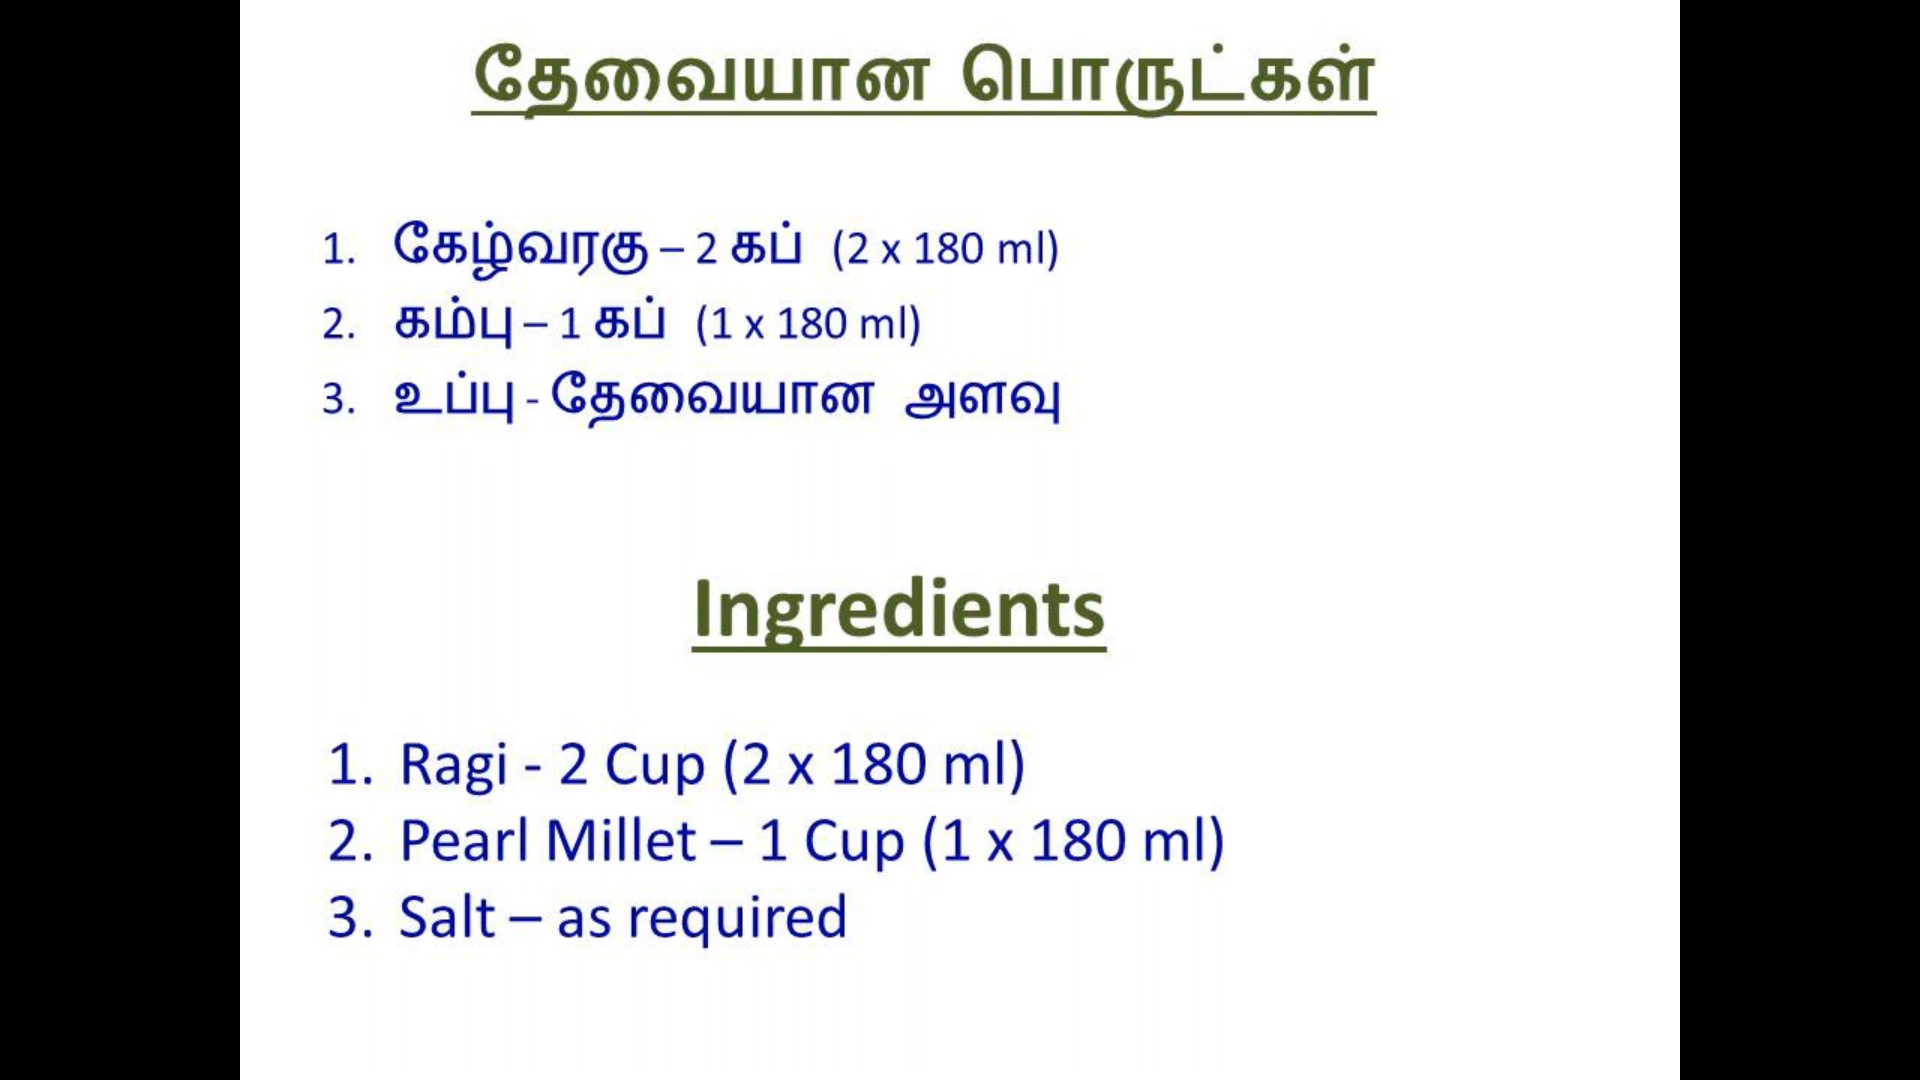 தேவையான பொருட்கள்
1. கேழ்வரகு – 2 கப் (2 x 180 ml)
2. கம்பு – 1 கப் (1 x 180 ml)
3. உப்பு - தேவையான அளவு
Ingredients
1. Ragi - 2 Cup (2 x 180 ml)
2. Pearl Millet – 1 Cup (1 x 180 ml)
3. Salt – as required